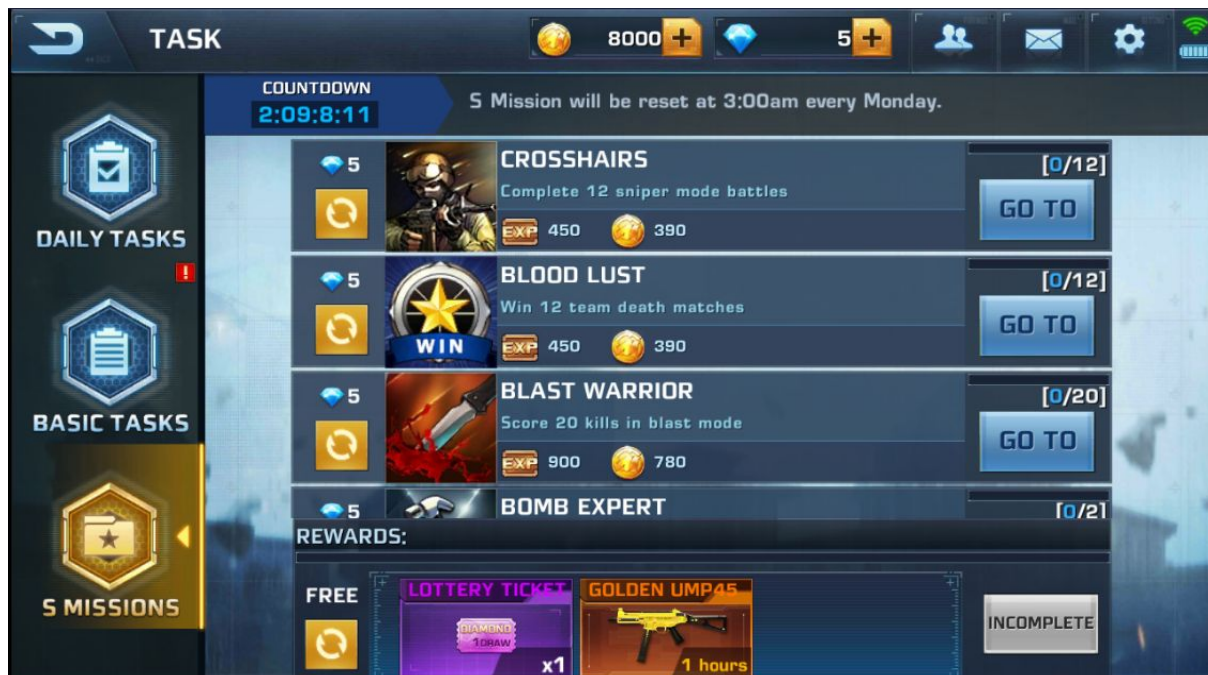 TASK
8000
5
COUNTDOWN
2:09:8:11
S Mission will be reset at 3:00am every Monday.
DAILY TASKS
BASIC TASKS
S MISSIONS
5
CROSSHAIRS
Complete 12 sniper mode battles
EXP 450 390
[0/12]
GO TO
5
BLOOD LUST
Win 12 team death matches
WIN
EXP 450 390
[0/12]
GO TO
5
BLAST WARRIOR
Score 20 kills in blast mode
EXP 900 780
[0/20]
GO TO
5
BOMB EXPERT
[0/2]
REWARDS:
FREE
LOTTERY TICKET
DIAMOND
1DRAW
x1
GOLDEN UMP45
1 hours
INCOMPLETE